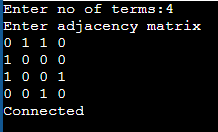 Enter no of terms:4
Enter adjacency matrix
0 1 1 0
1 0 0 0
1 0 0 1
0 0 1 0
Connected